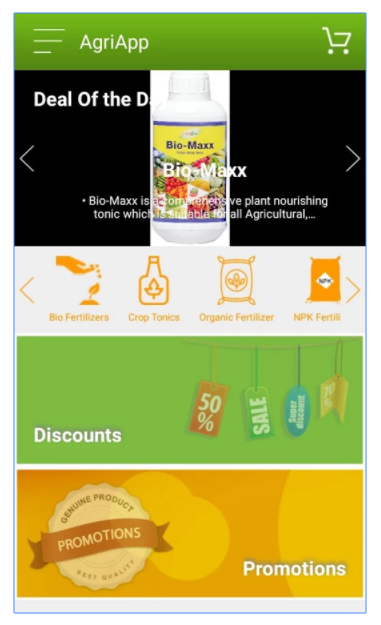 AgriApp
Deal Of the D
Bio-Maxx
Bio-Maxx
• Bio-Maxx is a comprehensive plant nourishing
tonic which is suitable for all Agricultural,...
Bio Fertilizers
Crop Tonics
Organic Fertilizer
NPK
NPK Fertili
50
%
SALE
Super
discount
70
%
Discounts
GENUINE PRODUCT
PROMOTIONS
BEST QUALITY
Promotions